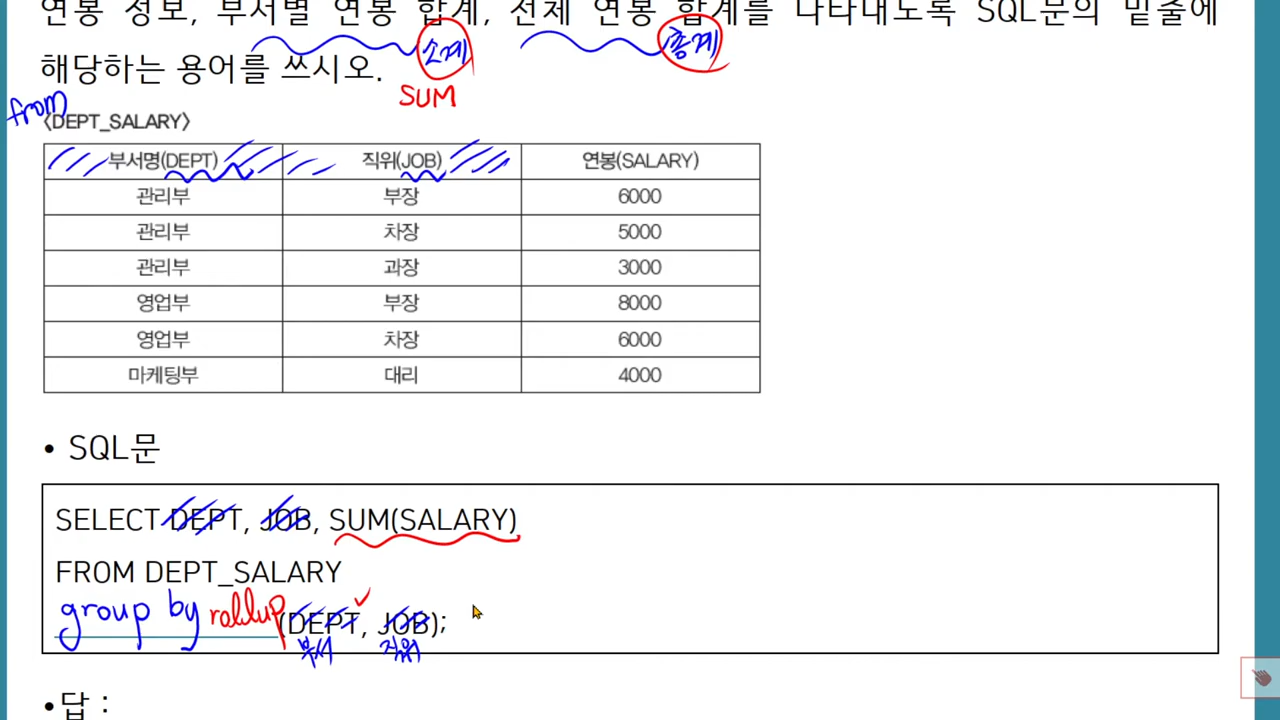 연봉 정보, 부서별 연봉 합계, 전체 연봉 합계를 나타내도록 SQL문의 밑줄에
소계 총계
해당하는 용어를 쓰시오.
SUM
from
<DEPT_SALARY>
부서명(DEPT) 직위(JOB) 연봉(SALARY)
관리부 부장 6000
관리부 차장 5000
관리부 과장 3000
영업부 부장 8000
영업부 차장 6000
마케팅부 대리 4000
• SQL문
SELECT DEPT, JOB, SUM(SALARY)
FROM DEPT_SALARY
group by rollup (DEPT, JOB);
부서 직위
• 답 :